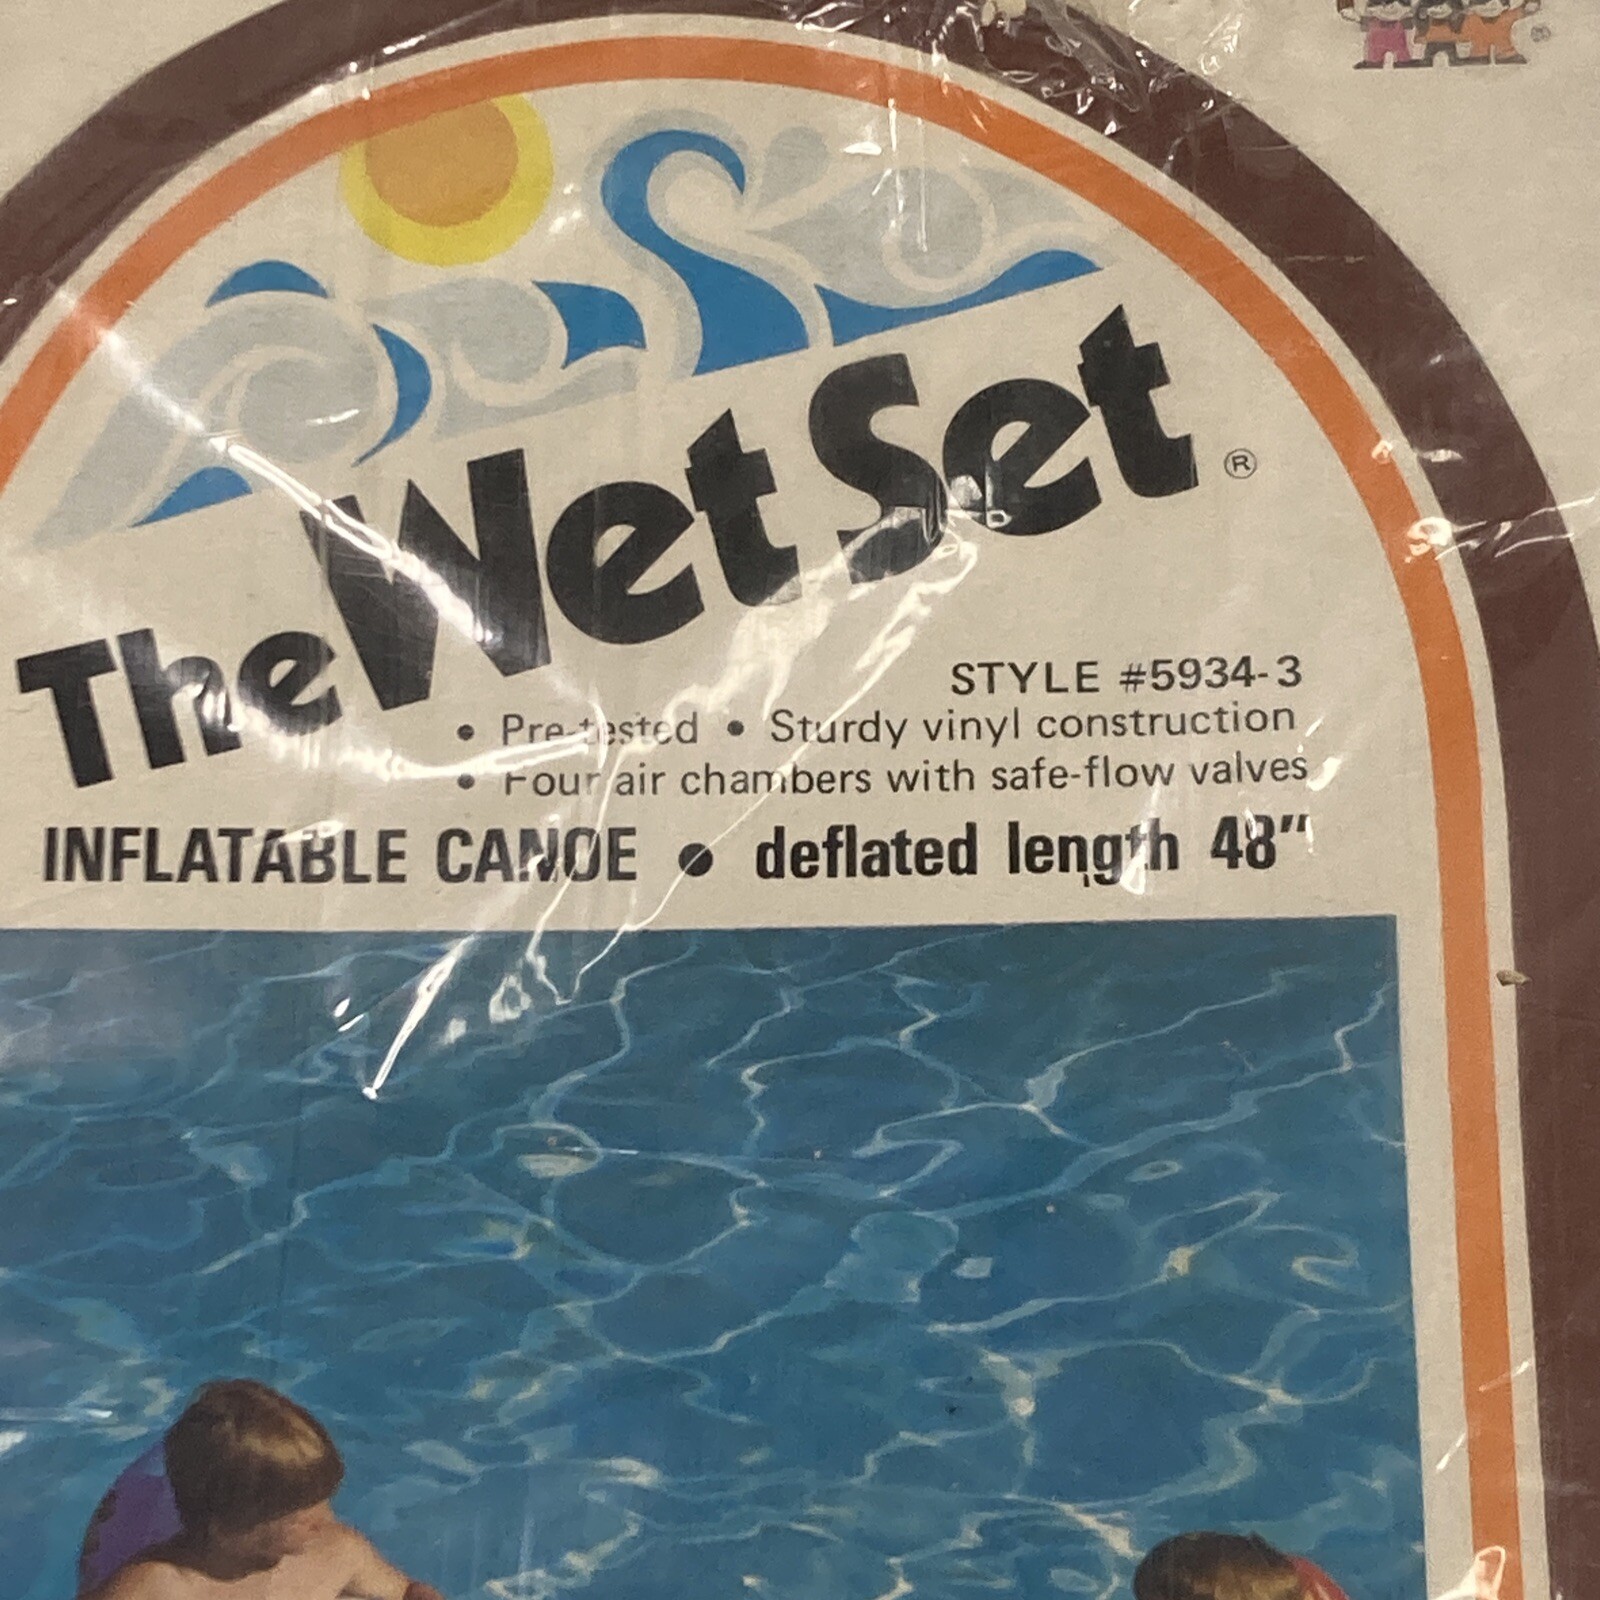 The Wet Set ®
STYLE #5934-3
• Pre-tested • Sturdy vinyl construction
• Four air chambers with safe-flow valves
INFLATABLE CANOE • deflated length 48"
®